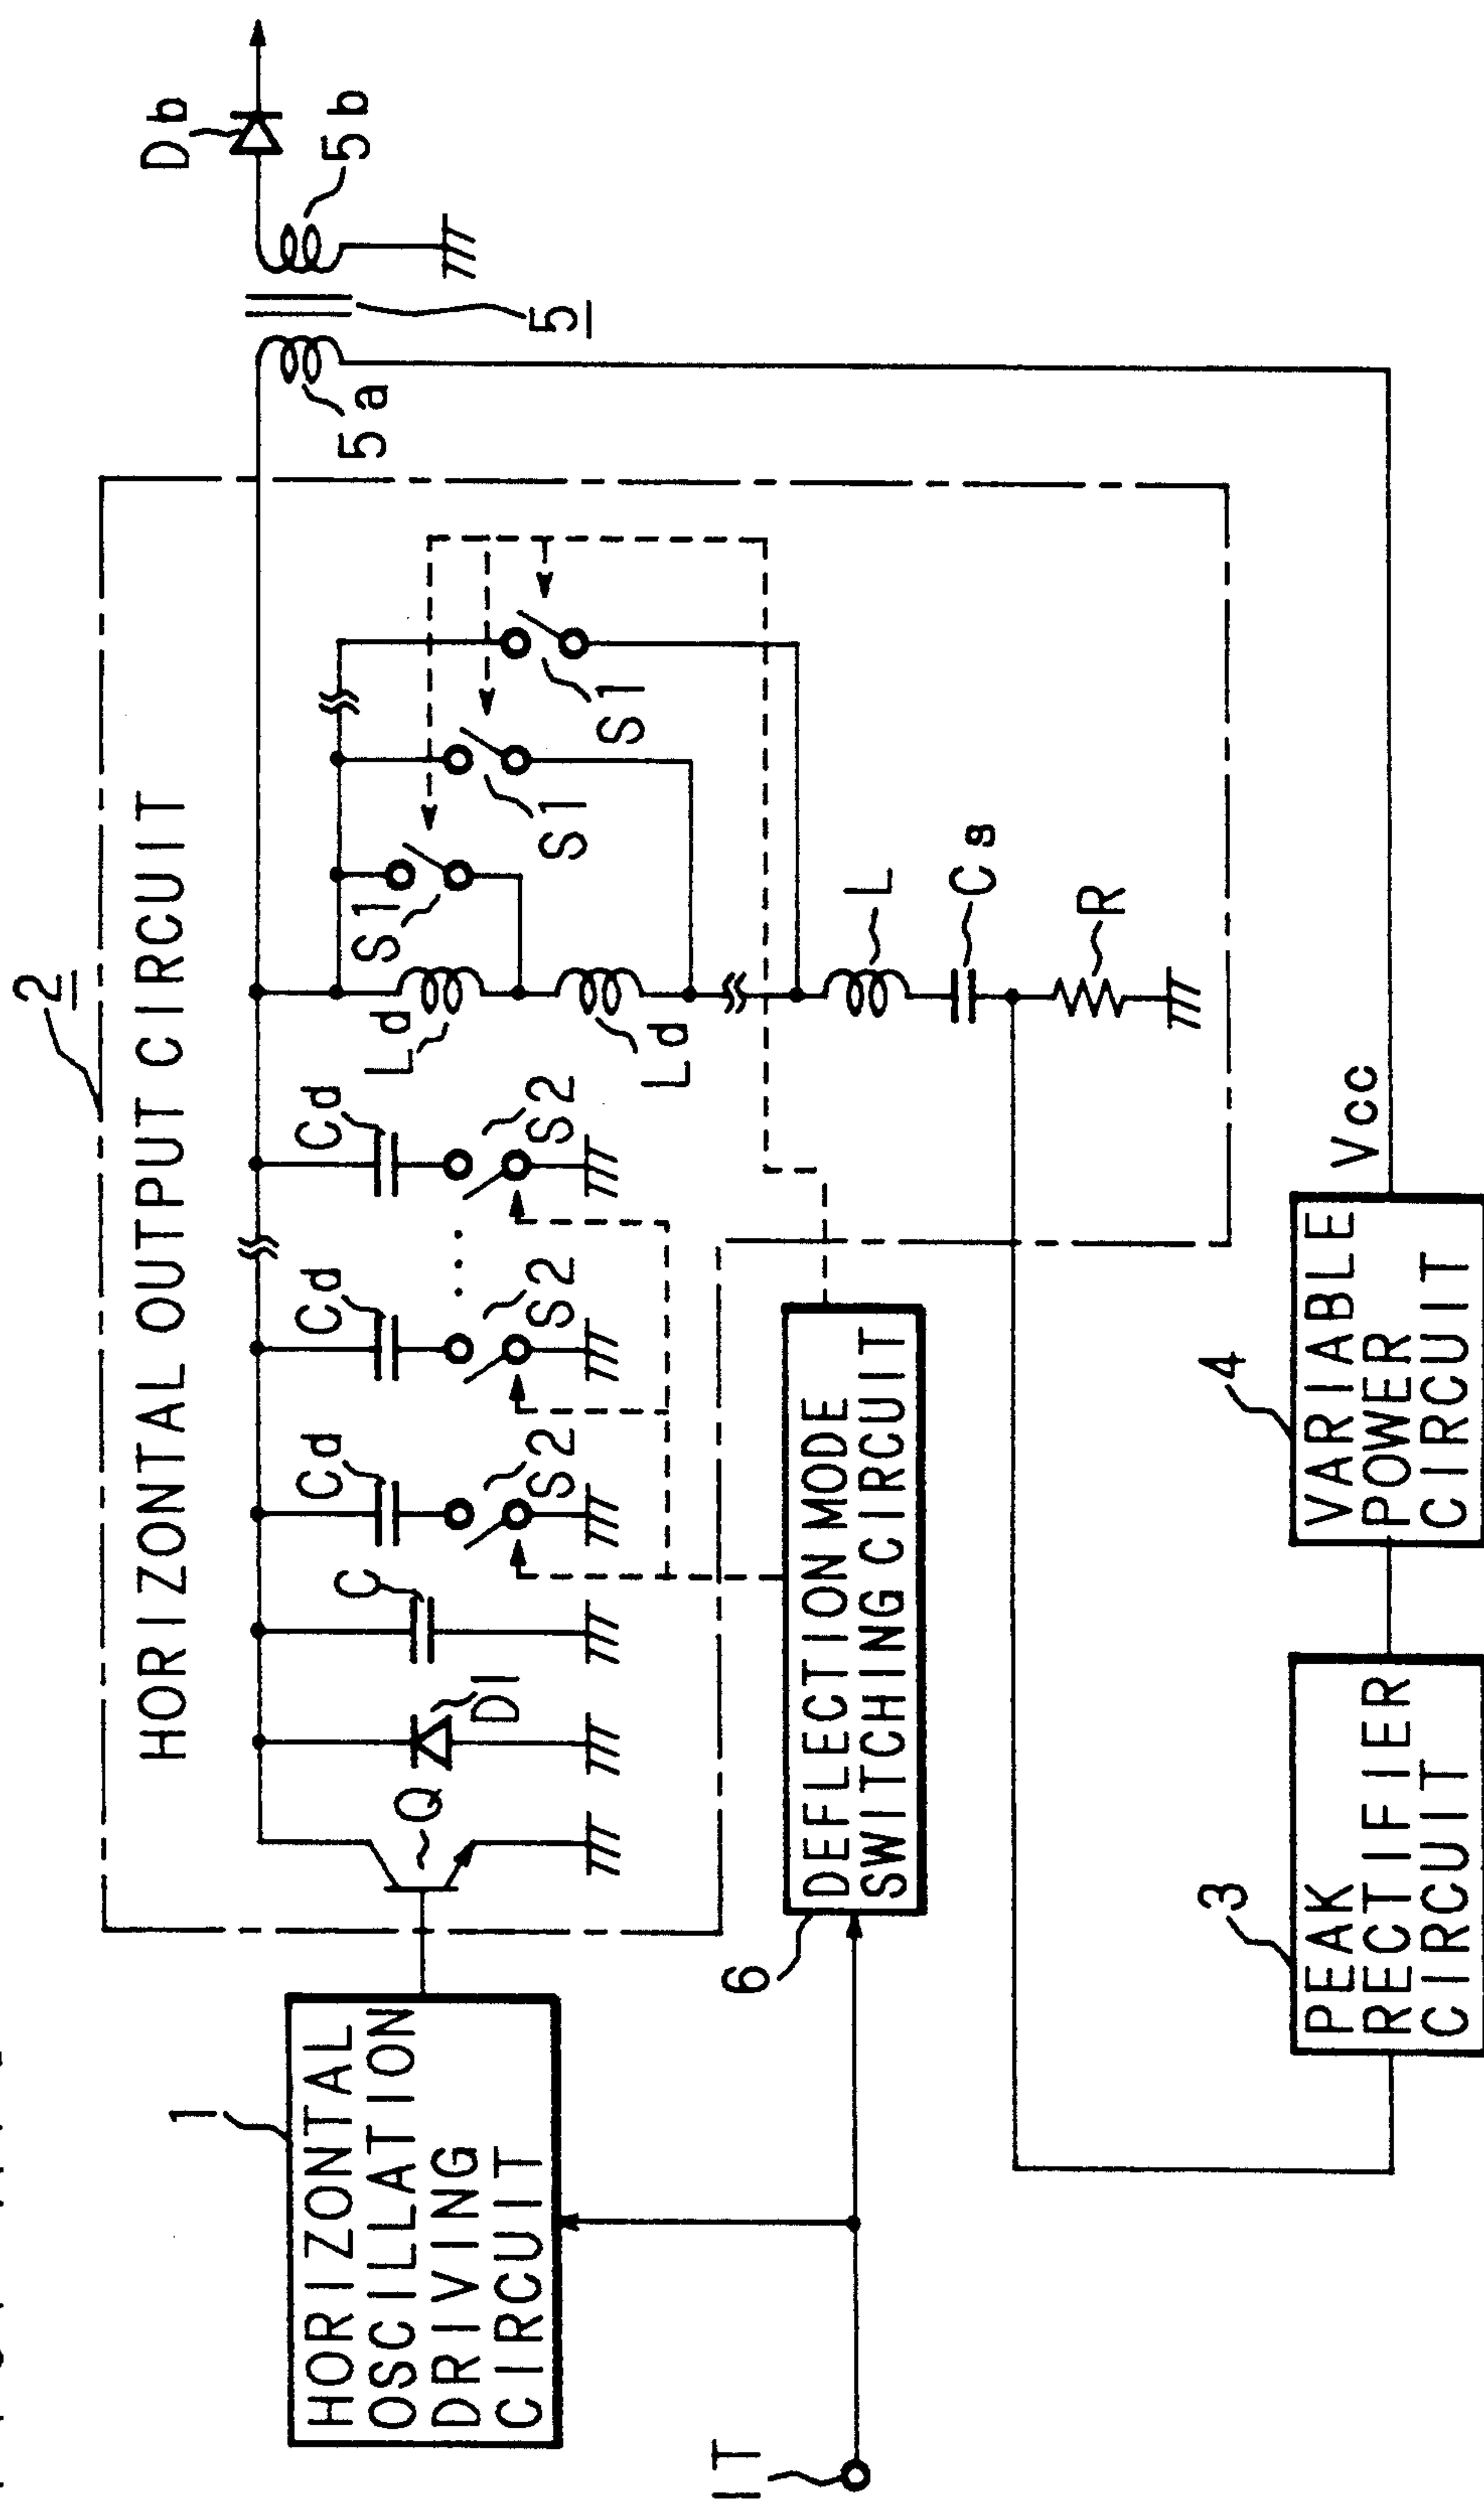 2
HORIZONTAL OUTPUT CIRCUIT
1
HORIZONTAL
OSCILLATION
DRIVING
CIRCUIT
Q
D1
C
Cd
Cd
Cd
S2
S2
S2
Ld
Ld
S1
S1
S1
L
Cs
R
5a
5
5b
Db
IT
6
DEFLECTION MODE
SWITCHING CIRCUIT
3
PEAK
RECTIFIER
CIRCUIT
4
VARIABLE
POWER
CIRCUIT
Vcc